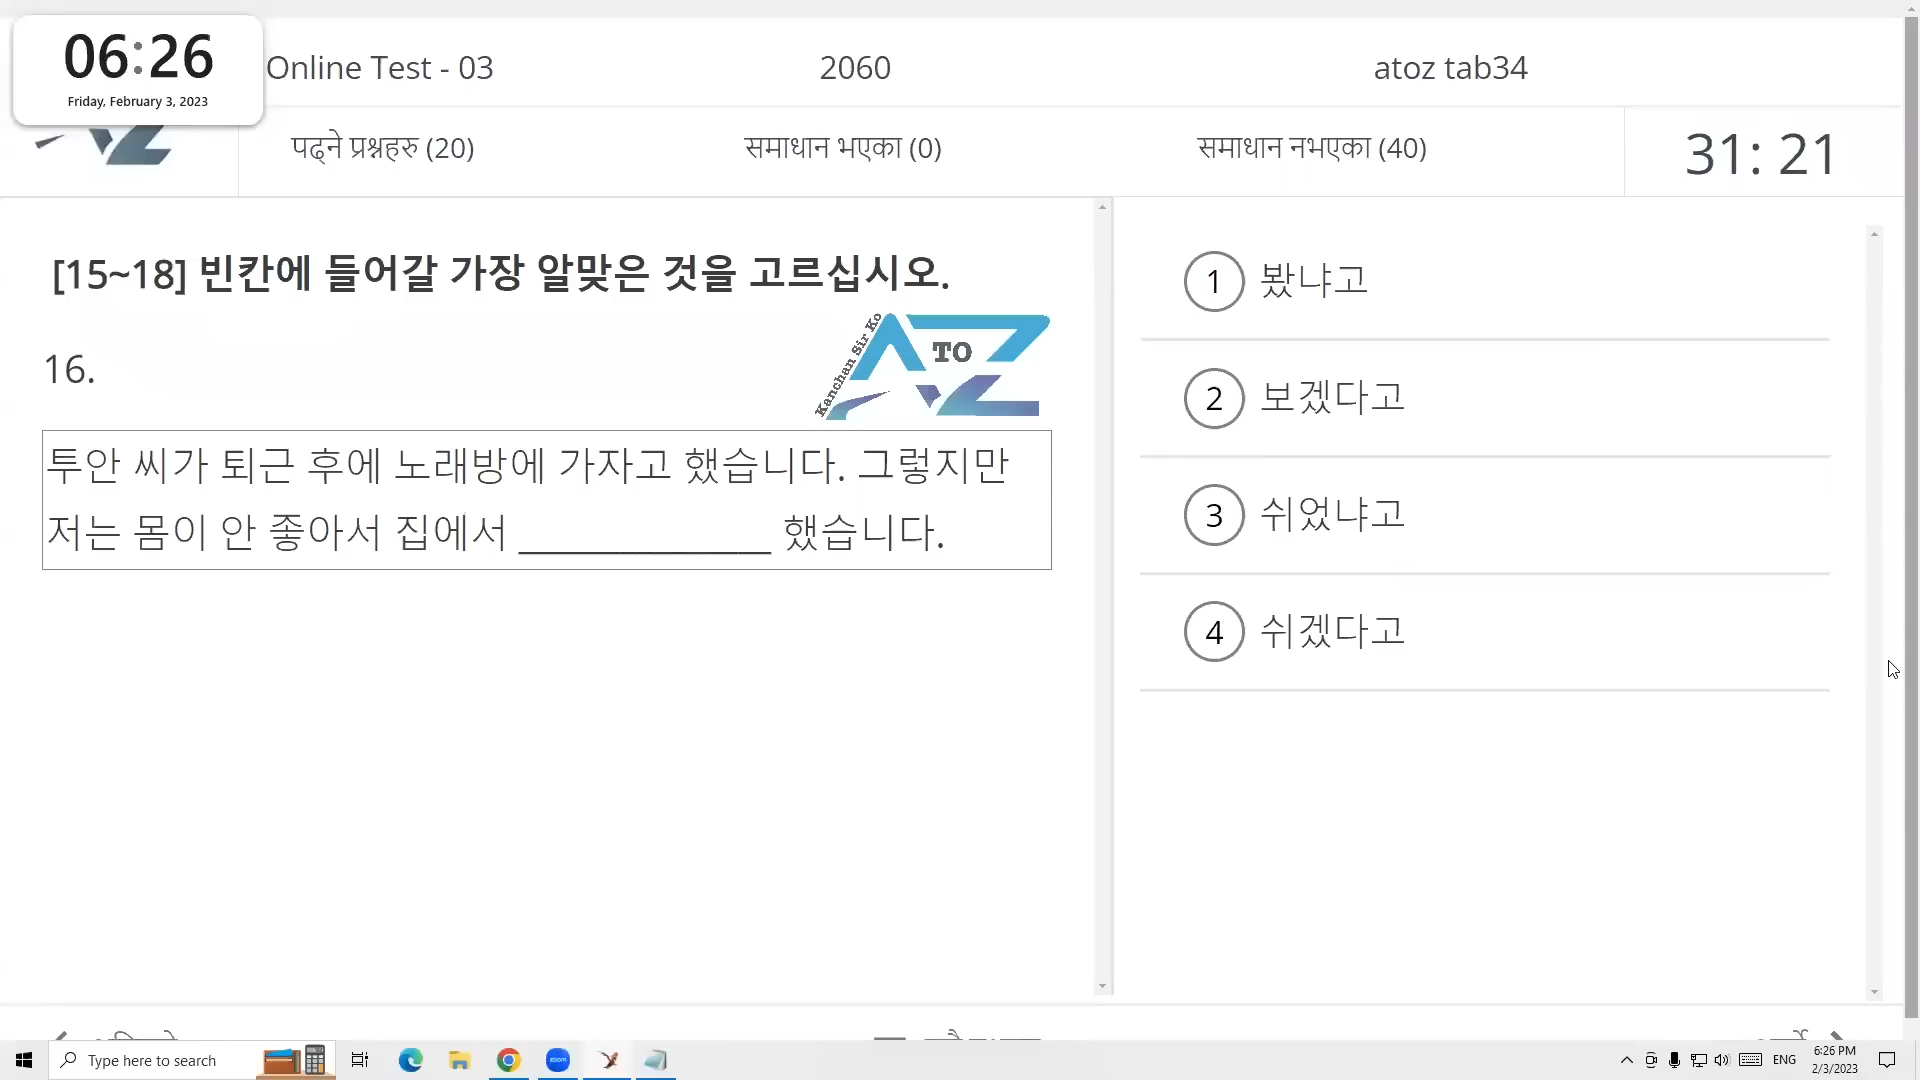 06:26
Friday, February 3, 2023
Online Test - 03
2060
atoz tab34
पढ्ने प्रश्नहरु (20)
समाधान भएका (0)
समाधान नभएका (40)
31: 21
[15~18] 빈칸에 들어갈 가장 알맞은 것을 고르십시오.
Kanchan Sir Ko
A TO Z
16.
투안 씨가 퇴근 후에 노래방에 가자고 했습니다. 그렇지만
저는 몸이 안 좋아서 집에서 ____________ 했습니다.
1 봤냐고
2 보겠다고
3 쉬었냐고
4 쉬겠다고
Type here to search
zoom
ENG
6:26 PM
2/3/2023